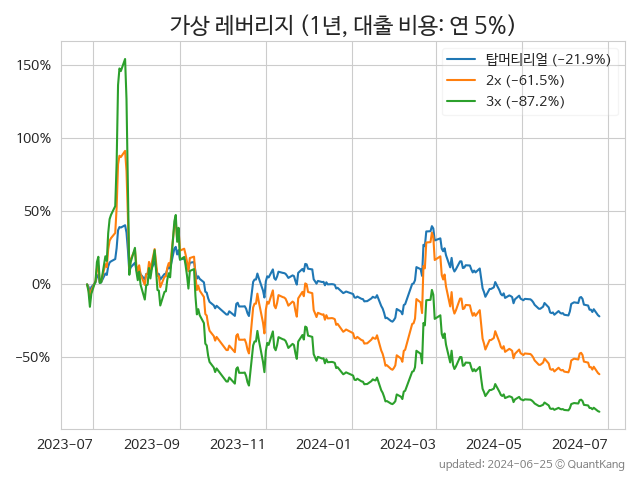 가상 레버리지 (1년, 대출 비용: 연 5%)
탑머티리얼 (−21.9%)
2x (−61.5%)
3x (−87.2%)
150%
100%
50%
0%
−50%
2023-07
2023-09
2023-11
2024-01
2024-03
2024-05
2024-07
updated: 2024-06-25 © QuantKang